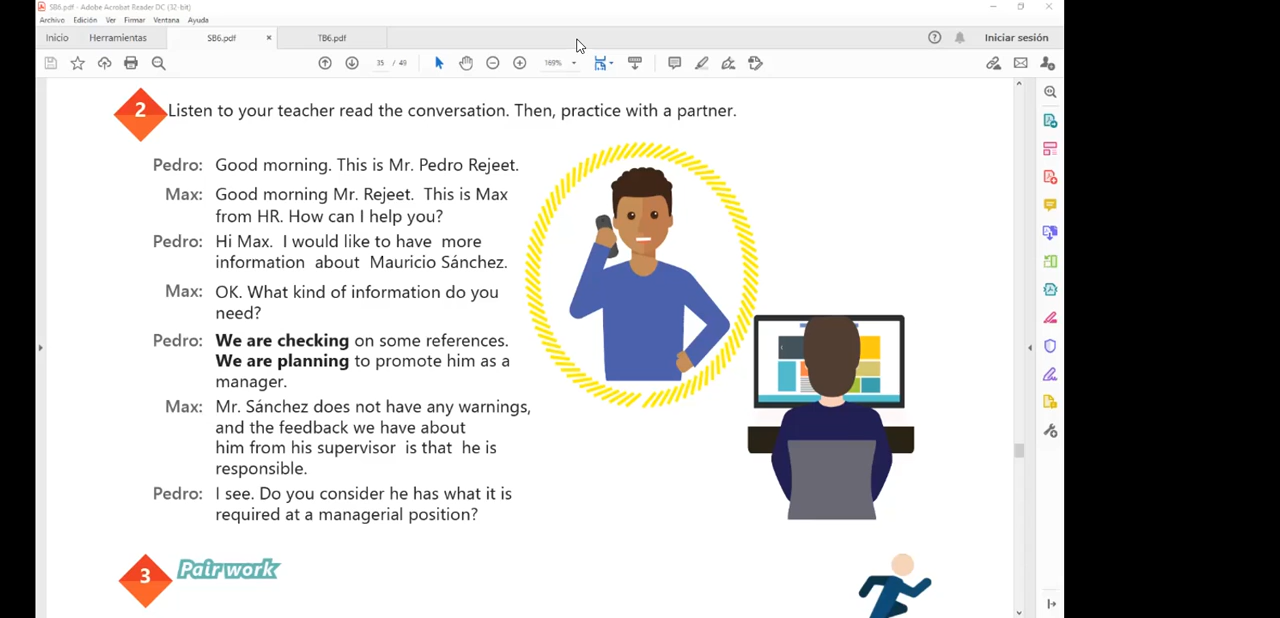 SB6.pdf - Adobe Acrobat Reader DC (32-bit)
Archivo Edición Ver Firmar Ventana Ayuda
Inicio Herramientas SB6.pdf × TB6.pdf Iniciar sesión
35 / 49 169%
2 Listen to your teacher read the conversation. Then, practice with a partner.
Pedro: Good morning. This is Mr. Pedro Rejeet.
Max: Good morning Mr. Rejeet. This is Max
from HR. How can I help you?
Pedro: Hi Max. I would like to have more
information about Mauricio Sánchez.
Max: OK. What kind of information do you
need?
Pedro: We are checking on some references.
We are planning to promote him as a
manager.
Max: Mr. Sánchez does not have any warnings,
and the feedback we have about
him from his supervisor is that he is
responsible.
Pedro: I see. Do you consider he has what it is
required at a managerial position?
3 Pair work